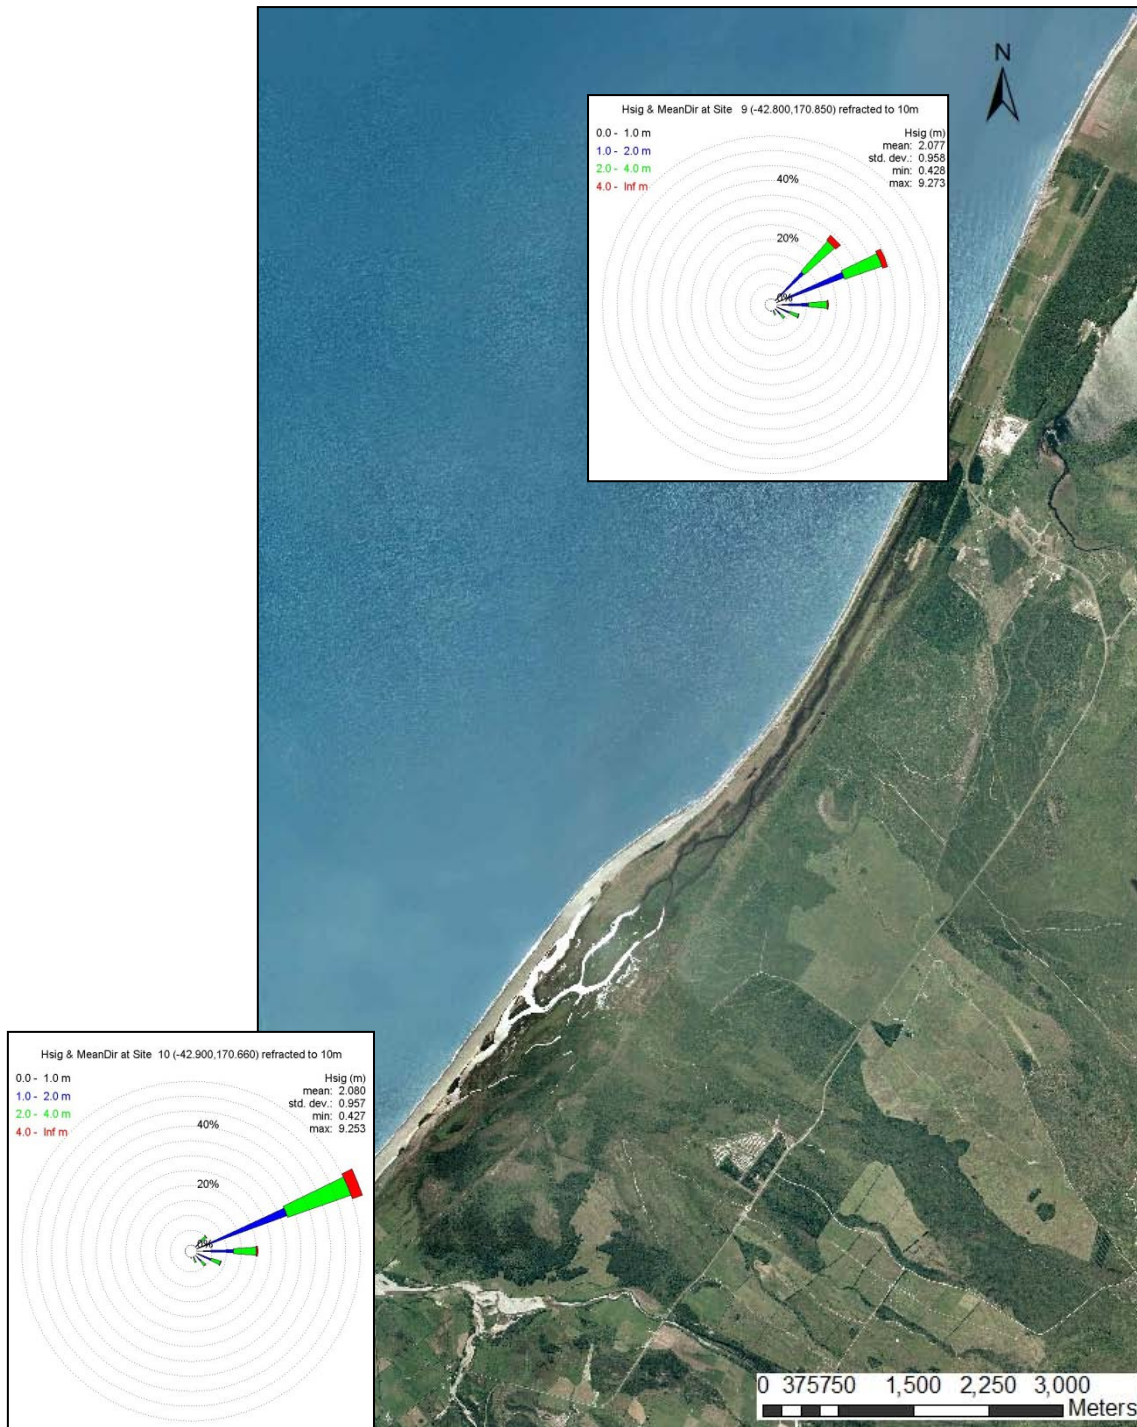 N
Hsig & MeanDir at Site 9 (-42.800,170.850) refracted to 10m
0.0 - 1.0 m
1.0 - 2.0 m
2.0 - 4.0 m
4.0 - Inf m
Hsig (m)
mean: 2.077
std. dev.: 0.958
min: 0.428
max: 9.273
40%
20%
0%
Hsig & MeanDir at Site 10 (-42.900,170.660) refracted to 10m
0.0 - 1.0 m
1.0 - 2.0 m
2.0 - 4.0 m
4.0 - Inf m
Hsig (m)
mean: 2.080
std. dev.: 0.957
min: 0.427
max: 9.253
40%
20%
0%
0 375750 1,500 2,250 3,000
Meters